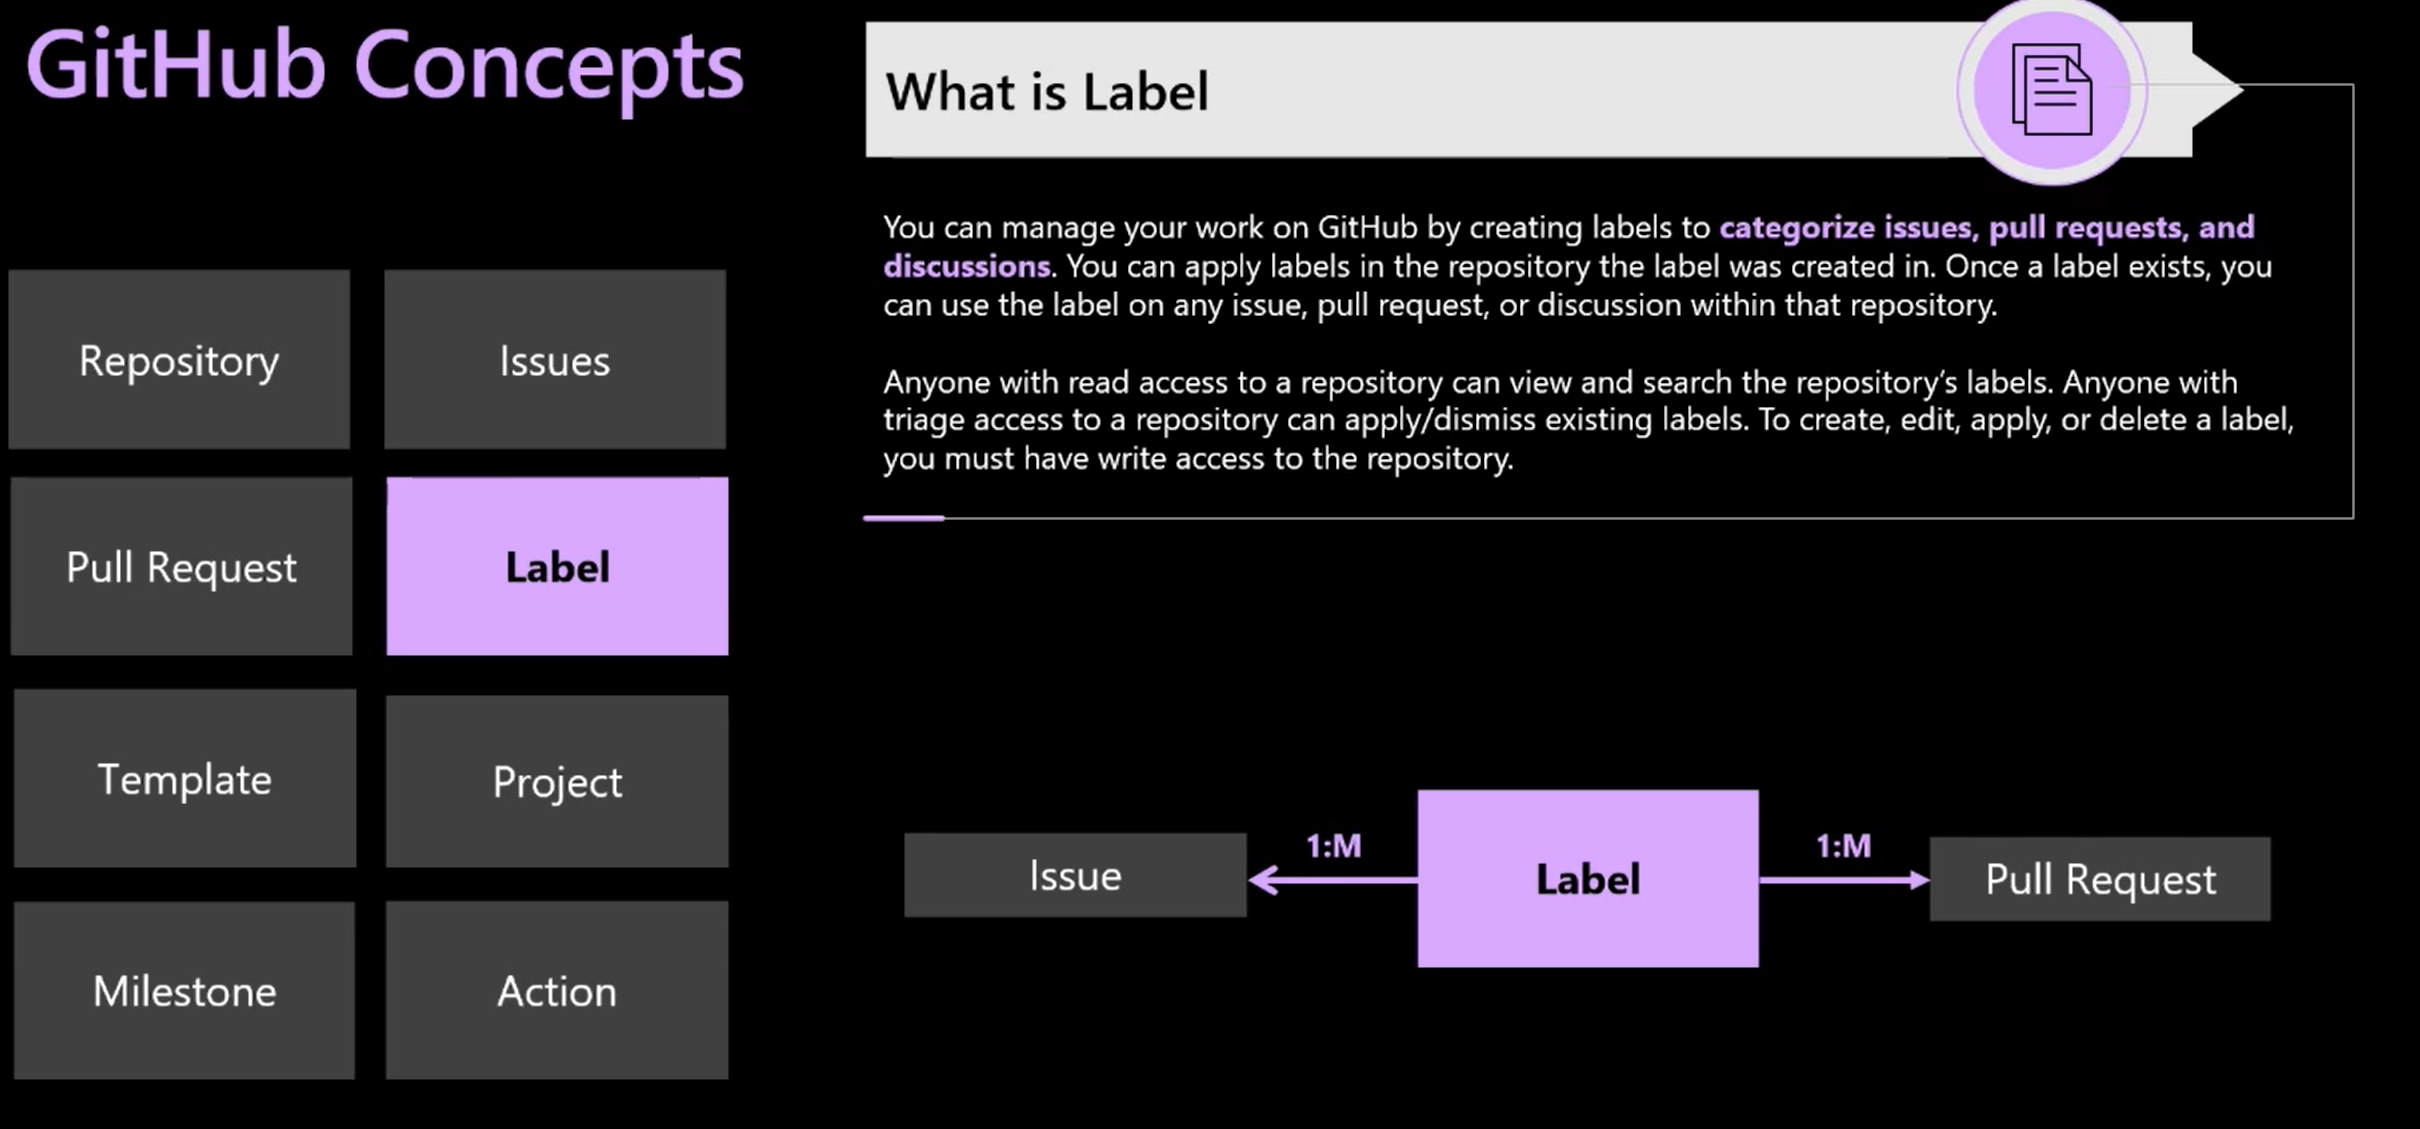 GitHub Concepts
What is Label
You can manage your work on GitHub by creating labels to categorize issues, pull requests, and
discussions. You can apply labels in the repository the label was created in. Once a label exists, you
can use the label on any issue, pull request, or discussion within that repository.
Anyone with read access to a repository can view and search the repository's labels. Anyone with
triage access to a repository can apply/dismiss existing labels. To create, edit, apply, or delete a label,
you must have write access to the repository.
Repository
Issues
Pull Request
Label
Template
Project
Milestone
Action
Issue
1:M
Label
1:M
Pull Request